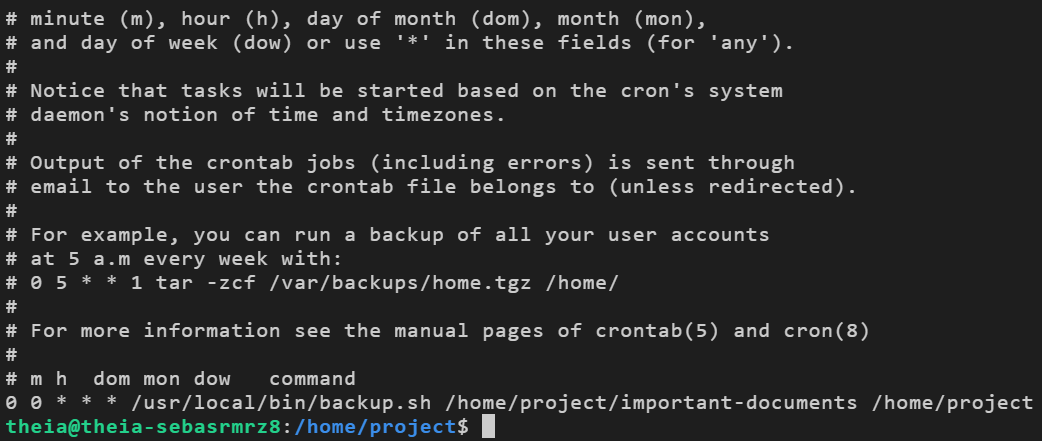 # minute (m), hour (h), day of month (dom), month (mon),
# and day of week (dow) or use '*' in these fields (for 'any').
#
# Notice that tasks will be started based on the cron's system
# daemon's notion of time and timezones.
#
# Output of the crontab jobs (including errors) is sent through
# email to the user the crontab file belongs to (unless redirected).
#
# For example, you can run a backup of all your user accounts
# at 5 a.m every week with:
# 0 5 * * 1 tar -zcf /var/backups/home.tgz /home/
#
# For more information see the manual pages of crontab(5) and cron(8)
#
# m h  dom mon dow   command
0 0 * * * /usr/local/bin/backup.sh /home/project/important-documents /home/project
theia@theia-sebasrmrz8:/home/project$